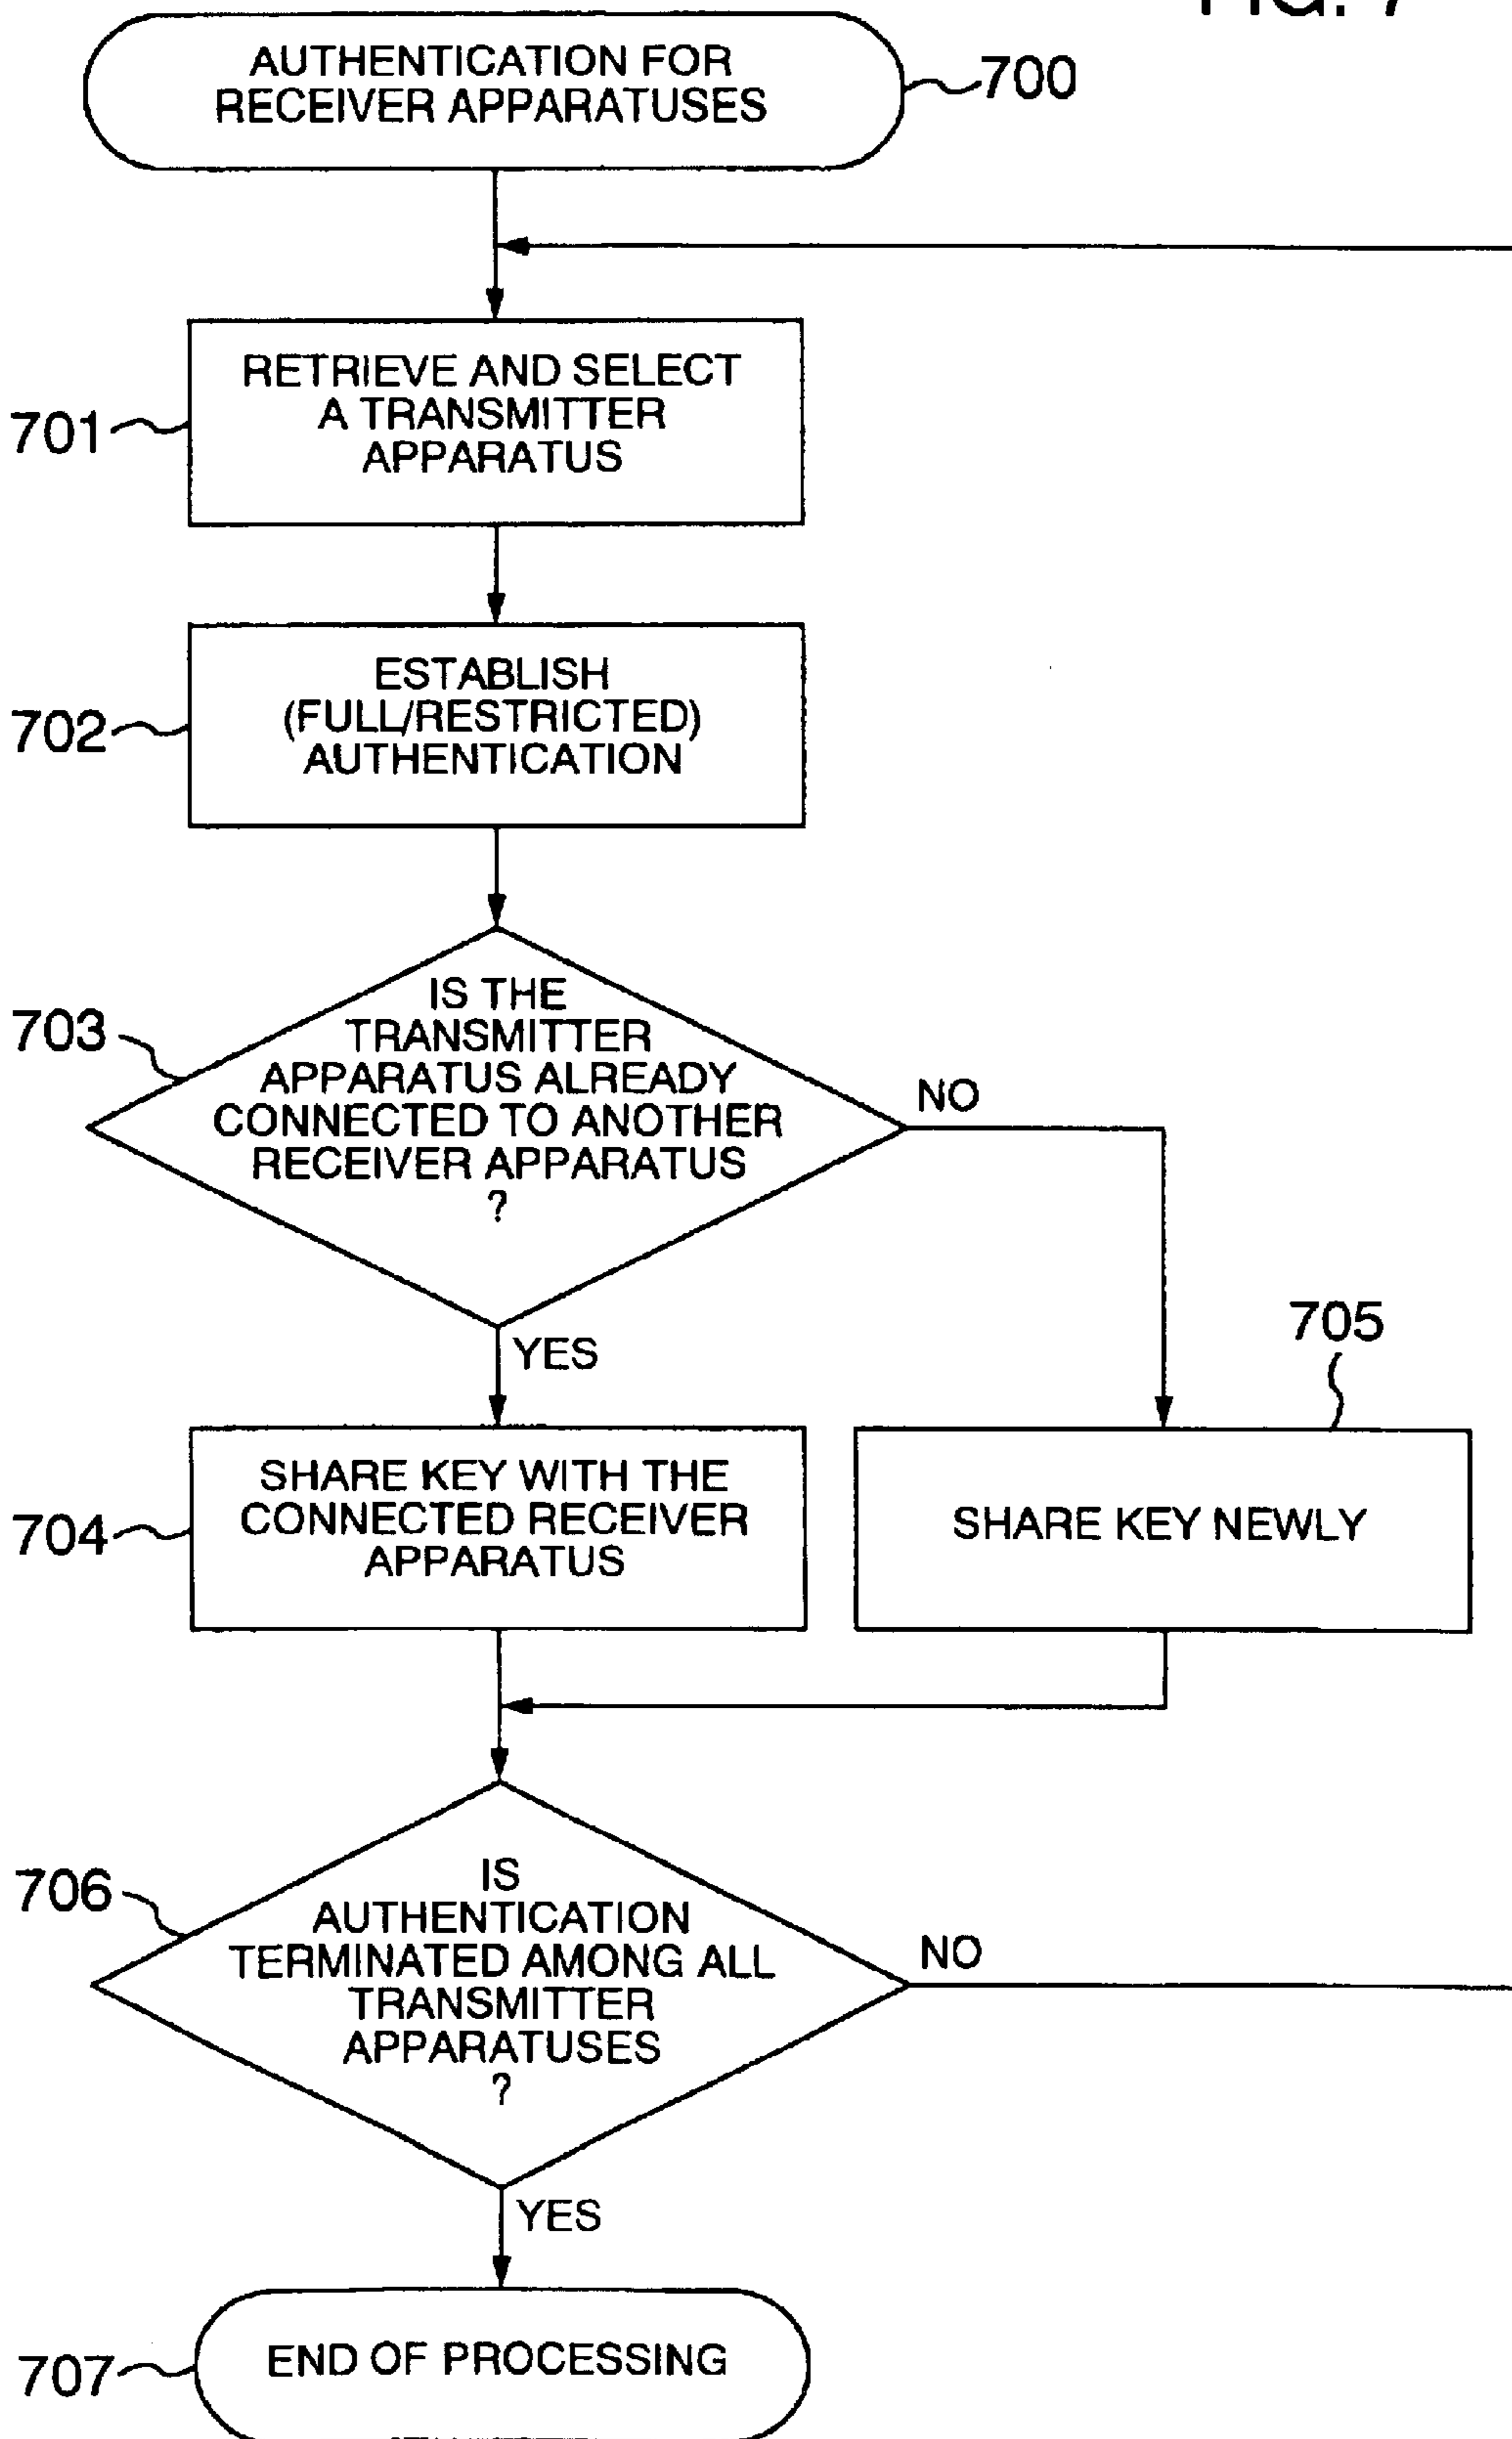 FIG. 7
AUTHENTICATION FOR
RECEIVER APPARATUSES
700
RETRIEVE AND SELECT
A TRANSMITTER
APPARATUS
701
ESTABLISH
(FULL/RESTRICTED)
AUTHENTICATION
702
IS THE
TRANSMITTER
APPARATUS ALREADY
CONNECTED TO ANOTHER
RECEIVER APPARATUS
?
703
NO
YES
705
SHARE KEY WITH THE
CONNECTED RECEIVER
APPARATUS
704
SHARE KEY NEWLY
IS
AUTHENTICATION
TERMINATED AMONG ALL
TRANSMITTER
APPARATUSES
?
706
NO
YES
END OF PROCESSING
707